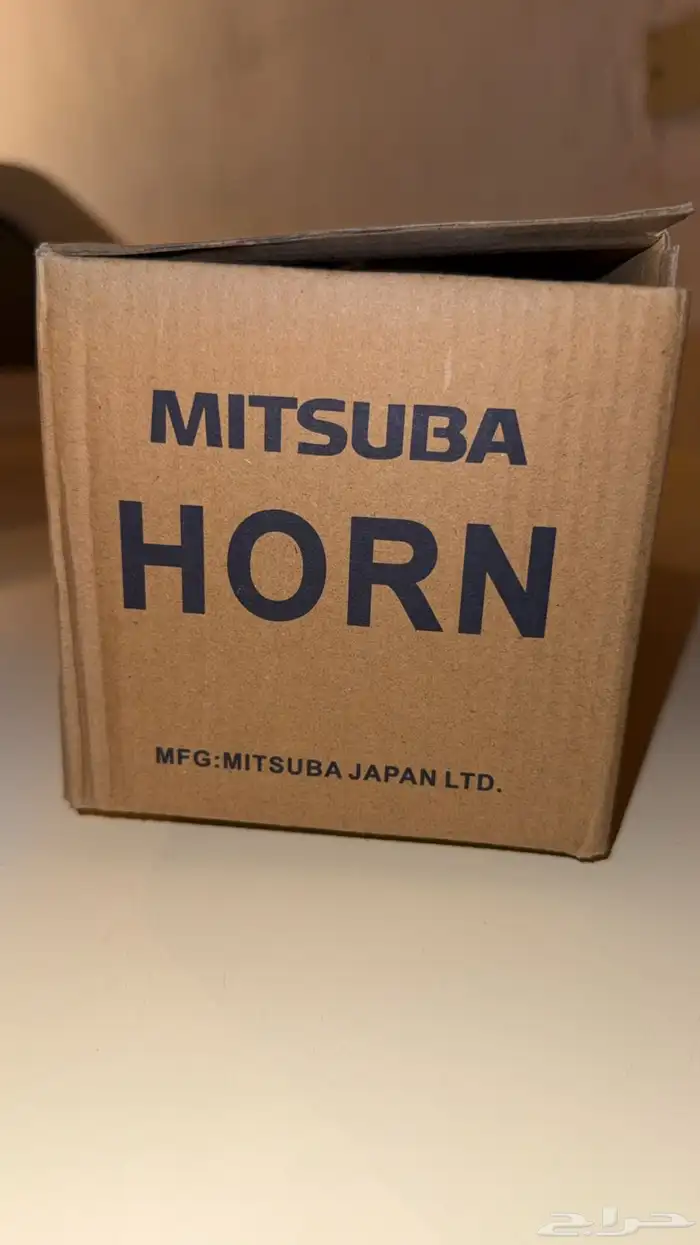 MITSUBA
HORN
MFG:MITSUBA JAPAN LTD.
حراج